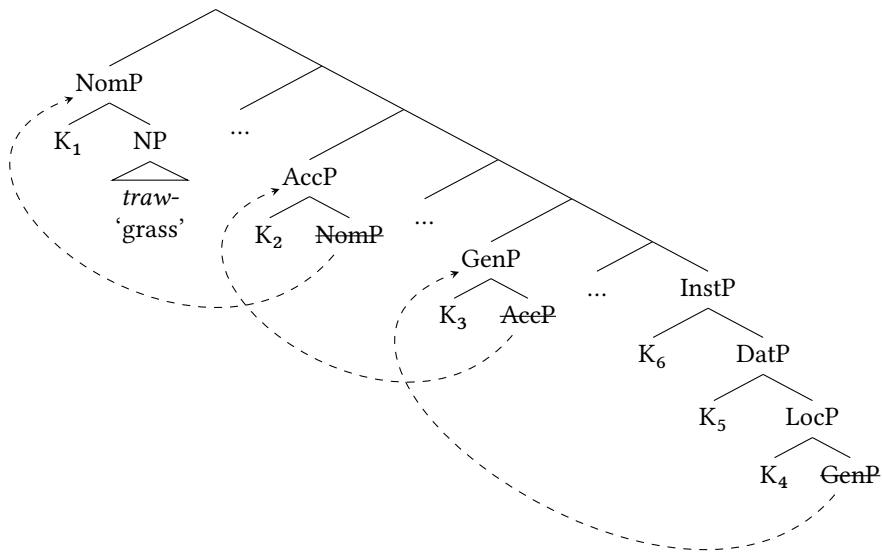 NomP
K₁ NP ...
traw-
‘grass’
AccP
K₂ NomP ...
GenP
K₃ AccP ... InstP
K₆ DatP
K₅ LocP
K₄ GenP